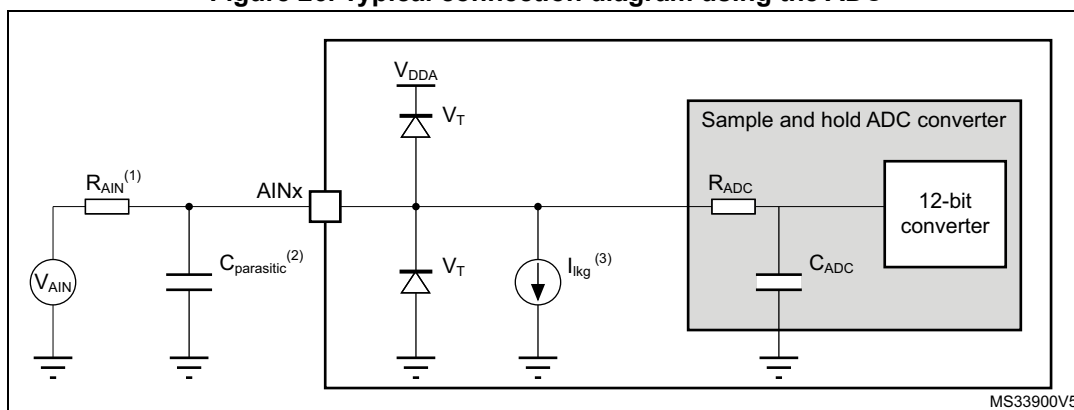 Figure 26. Typical connection diagram using the ADC
V_DDA
V_T
Sample and hold ADC converter
R_AIN^(1)
AINx
R_ADC
12-bit
converter
C_parasitic^(2)
V_T
I_lkg^(3)
C_ADC
V_AIN
MS33900V5